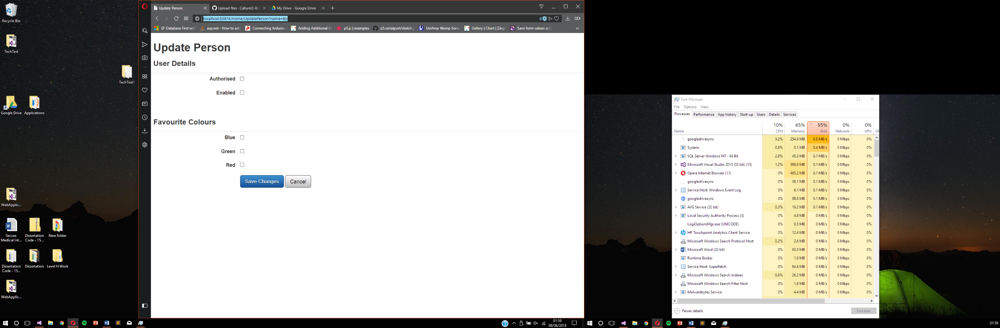 Recycle Bin
TechTest
TechTest1
Google Drive
Applications
WebApplic...
Secure
Medical Int...
Dissertation
Code - 15...
New folder
Dissertation
Code - 15...
Dissertation
Level H Work
WebApplic...
Update Person
Upload files · CallumO-B/c
My Drive - Google Drive
localhost:53874/Home/UpdatePerson?name=Bo
0
EF Database First with
asp.net - How to add
Connecting Arduino
Adding Additional Ch
p5.js | examples
p5.serialport/sketch.j
UwAmp Wamp Serve
Gallery | Chart | Zing
Save form values scri
Update Person
User Details
Authorised
Enabled
Favourite Colours
Blue
Green
Red
Save Changes
Cancel
Task Manager
File Options View
Processes Performance App history Start-up Users Details Services
10% 65% 95% 0% 0%
Name CPU Memory Disk Network GPU
googledrivesync 3.2% 254.9 MB 0.5 MB/s 0 Mbps 0%
System 0.8% 0.1 MB 0.4 MB/s 0 Mbps 0%
SQL Server Windows NT - 64 Bit 2.8% 45.3 MB 0.1 MB/s 0 Mbps 0%
Microsoft Visual Studio 2015 (32 bit) (13) 1.2% 399.6 MB 0.1 MB/s 0 Mbps 0%
Opera Internet Browser (11) 0% 465.2 MB 0.1 MB/s 0 Mbps 0%
googledrivesync 0% 38.1 MB 0.1 MB/s 0 Mbps 0%
Service Host: Windows Event Log 0% 6.1 MB 0.1 MB/s 0 Mbps 0%
googledrivesync 0% 98.6 MB 0.1 MB/s 0 Mbps 0%
AVG Service (32 bit) 0.3% 19.2 MB 0.1 MB/s 0 Mbps 0%
Local Security Authority Process (3) 0% 4.8 MB 0 MB/s 0 Mbps 0%
LogiOptionsMgr.exe (UNICODE) 0% 9.5 MB 0 MB/s 0 Mbps 0%
HP Touchpoint Analytics Client Service 0% 12.4 MB 0 MB/s 0 Mbps 0%
Microsoft Windows Search Protocol Host 0.2% 2.6 MB 0 MB/s 0 Mbps 0%
Microsoft Word (32 bit) 0% 83.5 MB 0 MB/s 0 Mbps 0%
Runtime Broker 0% 1.9 MB 0 MB/s 0 Mbps 0%
Service Host: Superfetch 0% 84.6 MB 0 MB/s 0 Mbps 0%
Microsoft Windows Search Indexer 0.6% 26.2 MB 0 MB/s 0 Mbps 0%
Microsoft Windows Search Filter Host 0% 1.9 MB 0 MB/s 0 Mbps 0%
Malwarebytes Service 0% 4.4 MB 0 MB/s 0 Mbps 0%
Fewer details
End task
01:59
08/06/2018
01:59